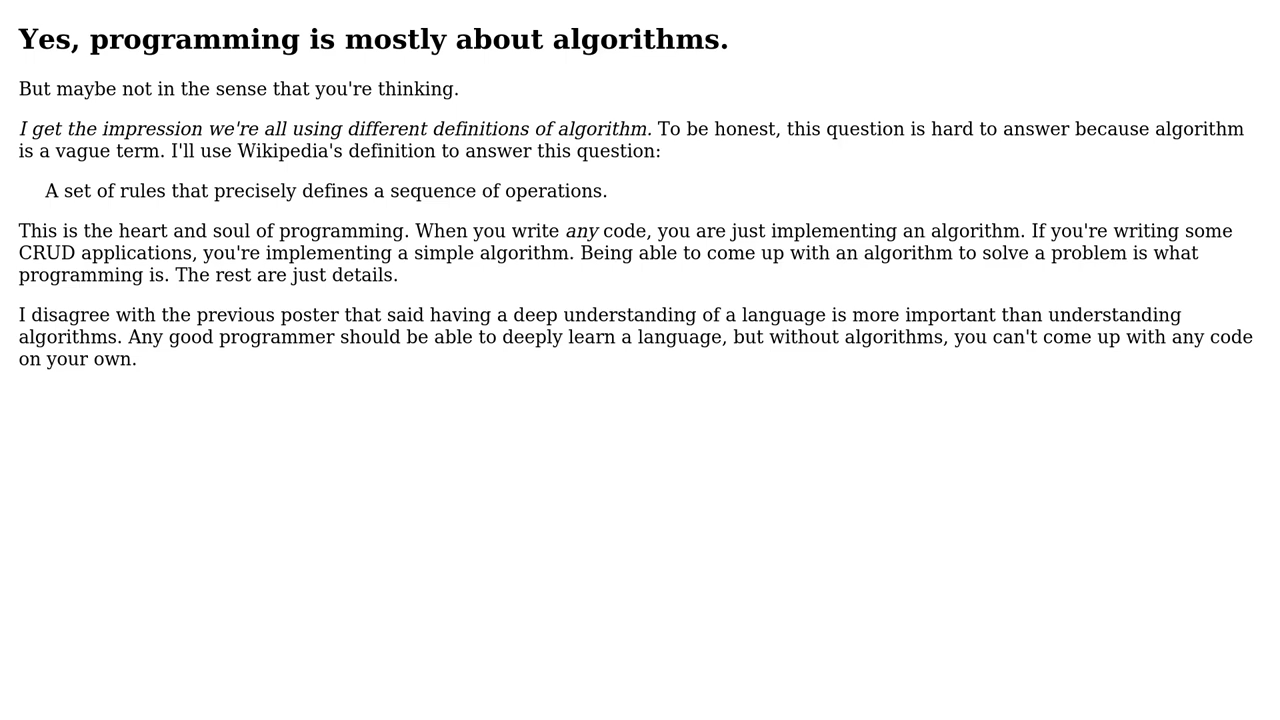 Yes, programming is mostly about algorithms.
But maybe not in the sense that you're thinking.
I get the impression we're all using different definitions of algorithm. To be honest, this question is hard to answer because algorithm
is a vague term. I'll use Wikipedia's definition to answer this question:
A set of rules that precisely defines a sequence of operations.
This is the heart and soul of programming. When you write any code, you are just implementing an algorithm. If you're writing some
CRUD applications, you're implementing a simple algorithm. Being able to come up with an algorithm to solve a problem is what
programming is. The rest are just details.
I disagree with the previous poster that said having a deep understanding of a language is more important than understanding
algorithms. Any good programmer should be able to deeply learn a language, but without algorithms, you can't come up with any code
on your own.